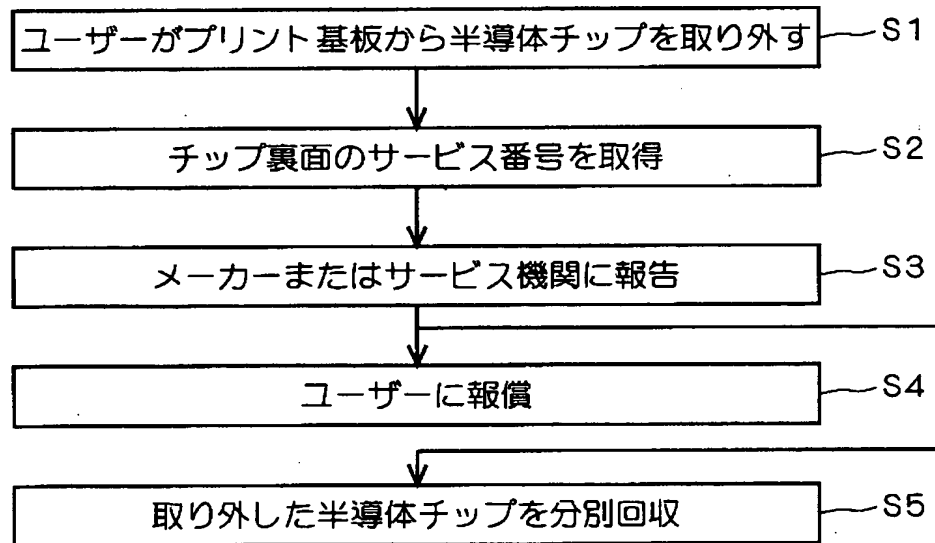 ユーザーがプリント基板から半導体チップを取り外す
S1
チップ裏面のサービス番号を取得
S2
メーカーまたはサービス機関に報告
S3
ユーザーに報償
S4
取り外した半導体チップを分別回収
S5